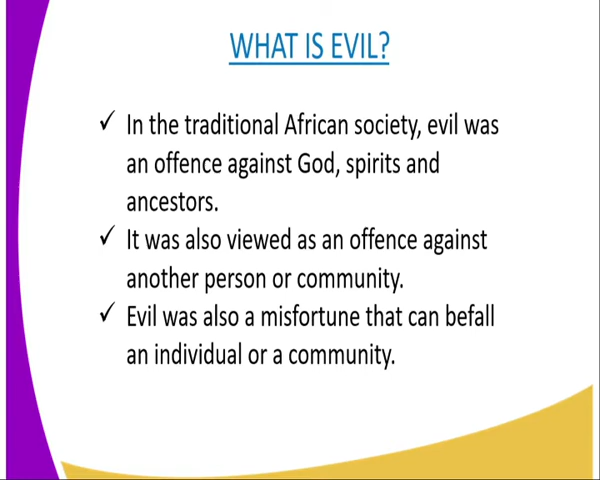 WHAT IS EVIL?
✓ In the traditional African society, evil was
an offence against God, spirits and
ancestors.
✓ It was also viewed as an offence against
another person or community.
✓ Evil was also a misfortune that can befall
an individual or a community.